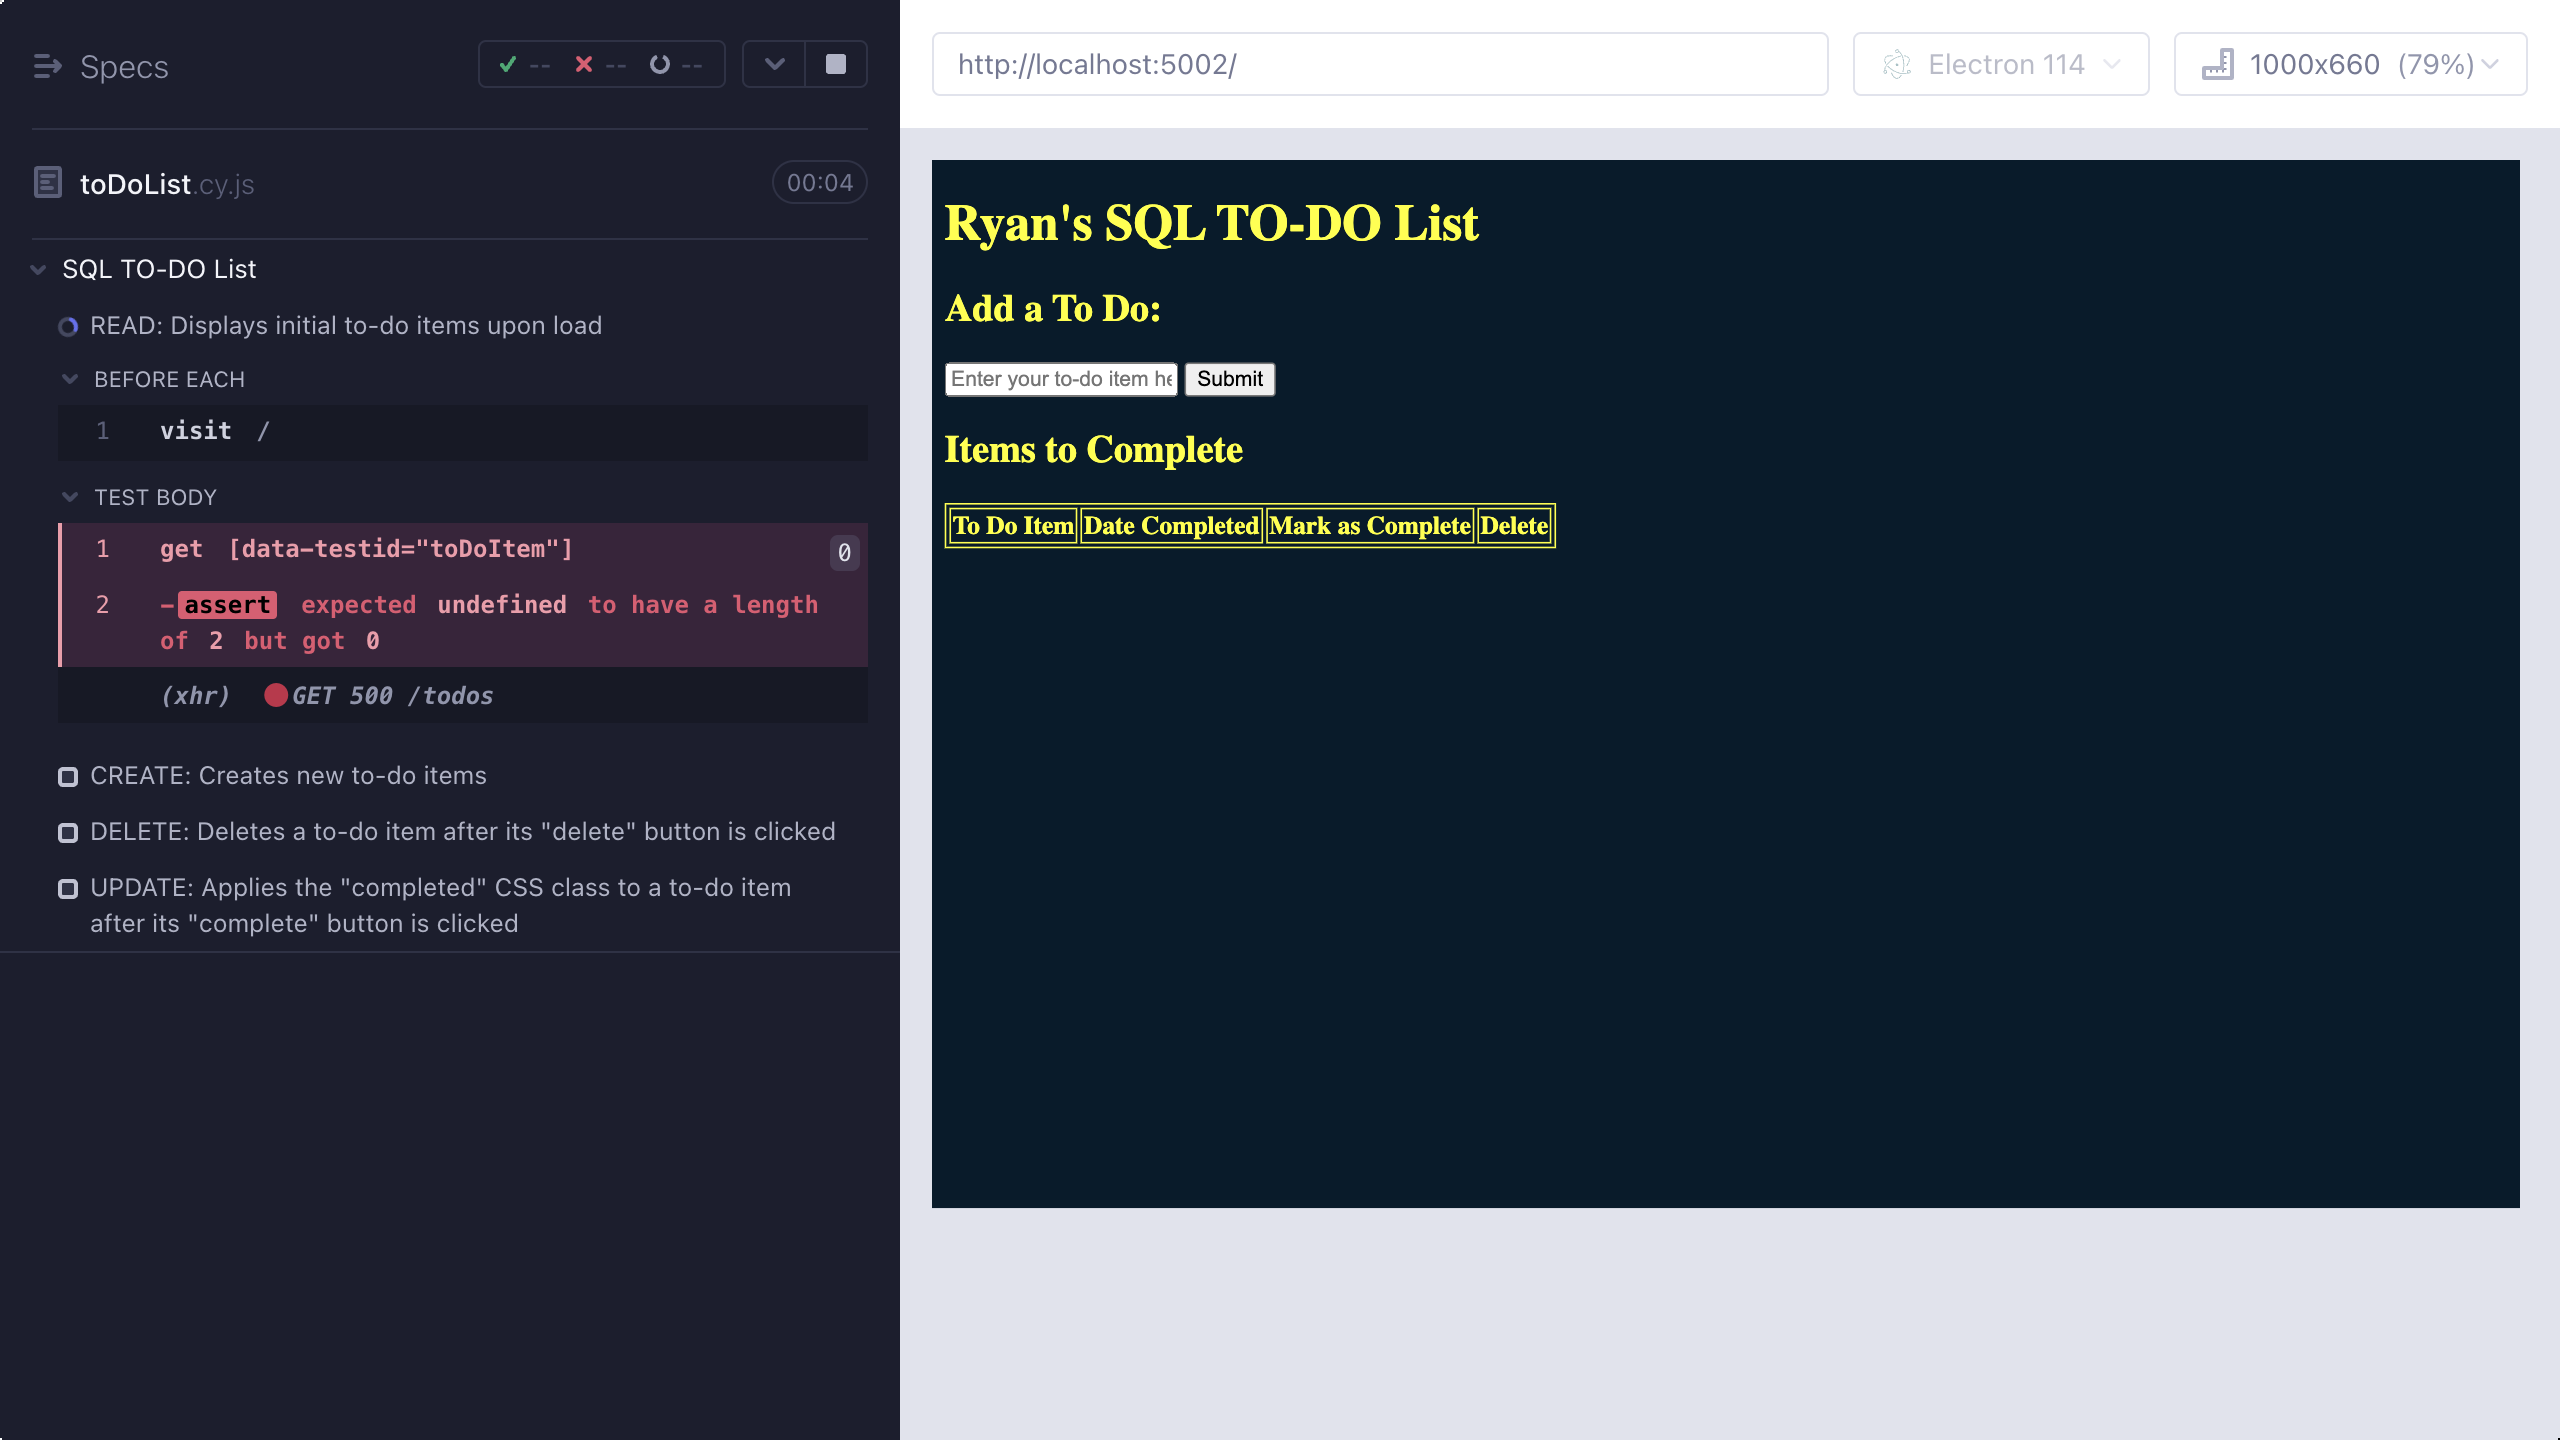 Specs
-- -- --
toDoList.cy.js 00:04
SQL TO-DO List
READ: Displays initial to-do items upon load
BEFORE EACH
1 visit /
TEST BODY
1 get [data-testid="toDoItem"] 0
2 -assert expected undefined to have a length
of 2 but got 0
(xhr) GET 500 /todos
CREATE: Creates new to-do items
DELETE: Deletes a to-do item after its "delete" button is clicked
UPDATE: Applies the "completed" CSS class to a to-do item
after its "complete" button is clicked
http://localhost:5002/
Electron 114
1000x660 (79%)
Ryan's SQL TO-DO List
Add a To Do:
Enter your to-do item he Submit
Items to Complete
To Do Item Date Completed Mark as Complete Delete